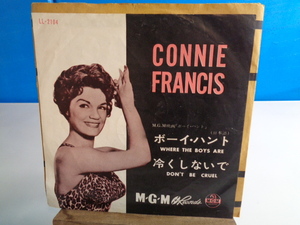 LL-2166
CONNIE
FRANCIS
ボーイ・ハント
WHERE THE BOYS ARE
冷くしないで
DON'T BE CRUEL
M-G-M Records